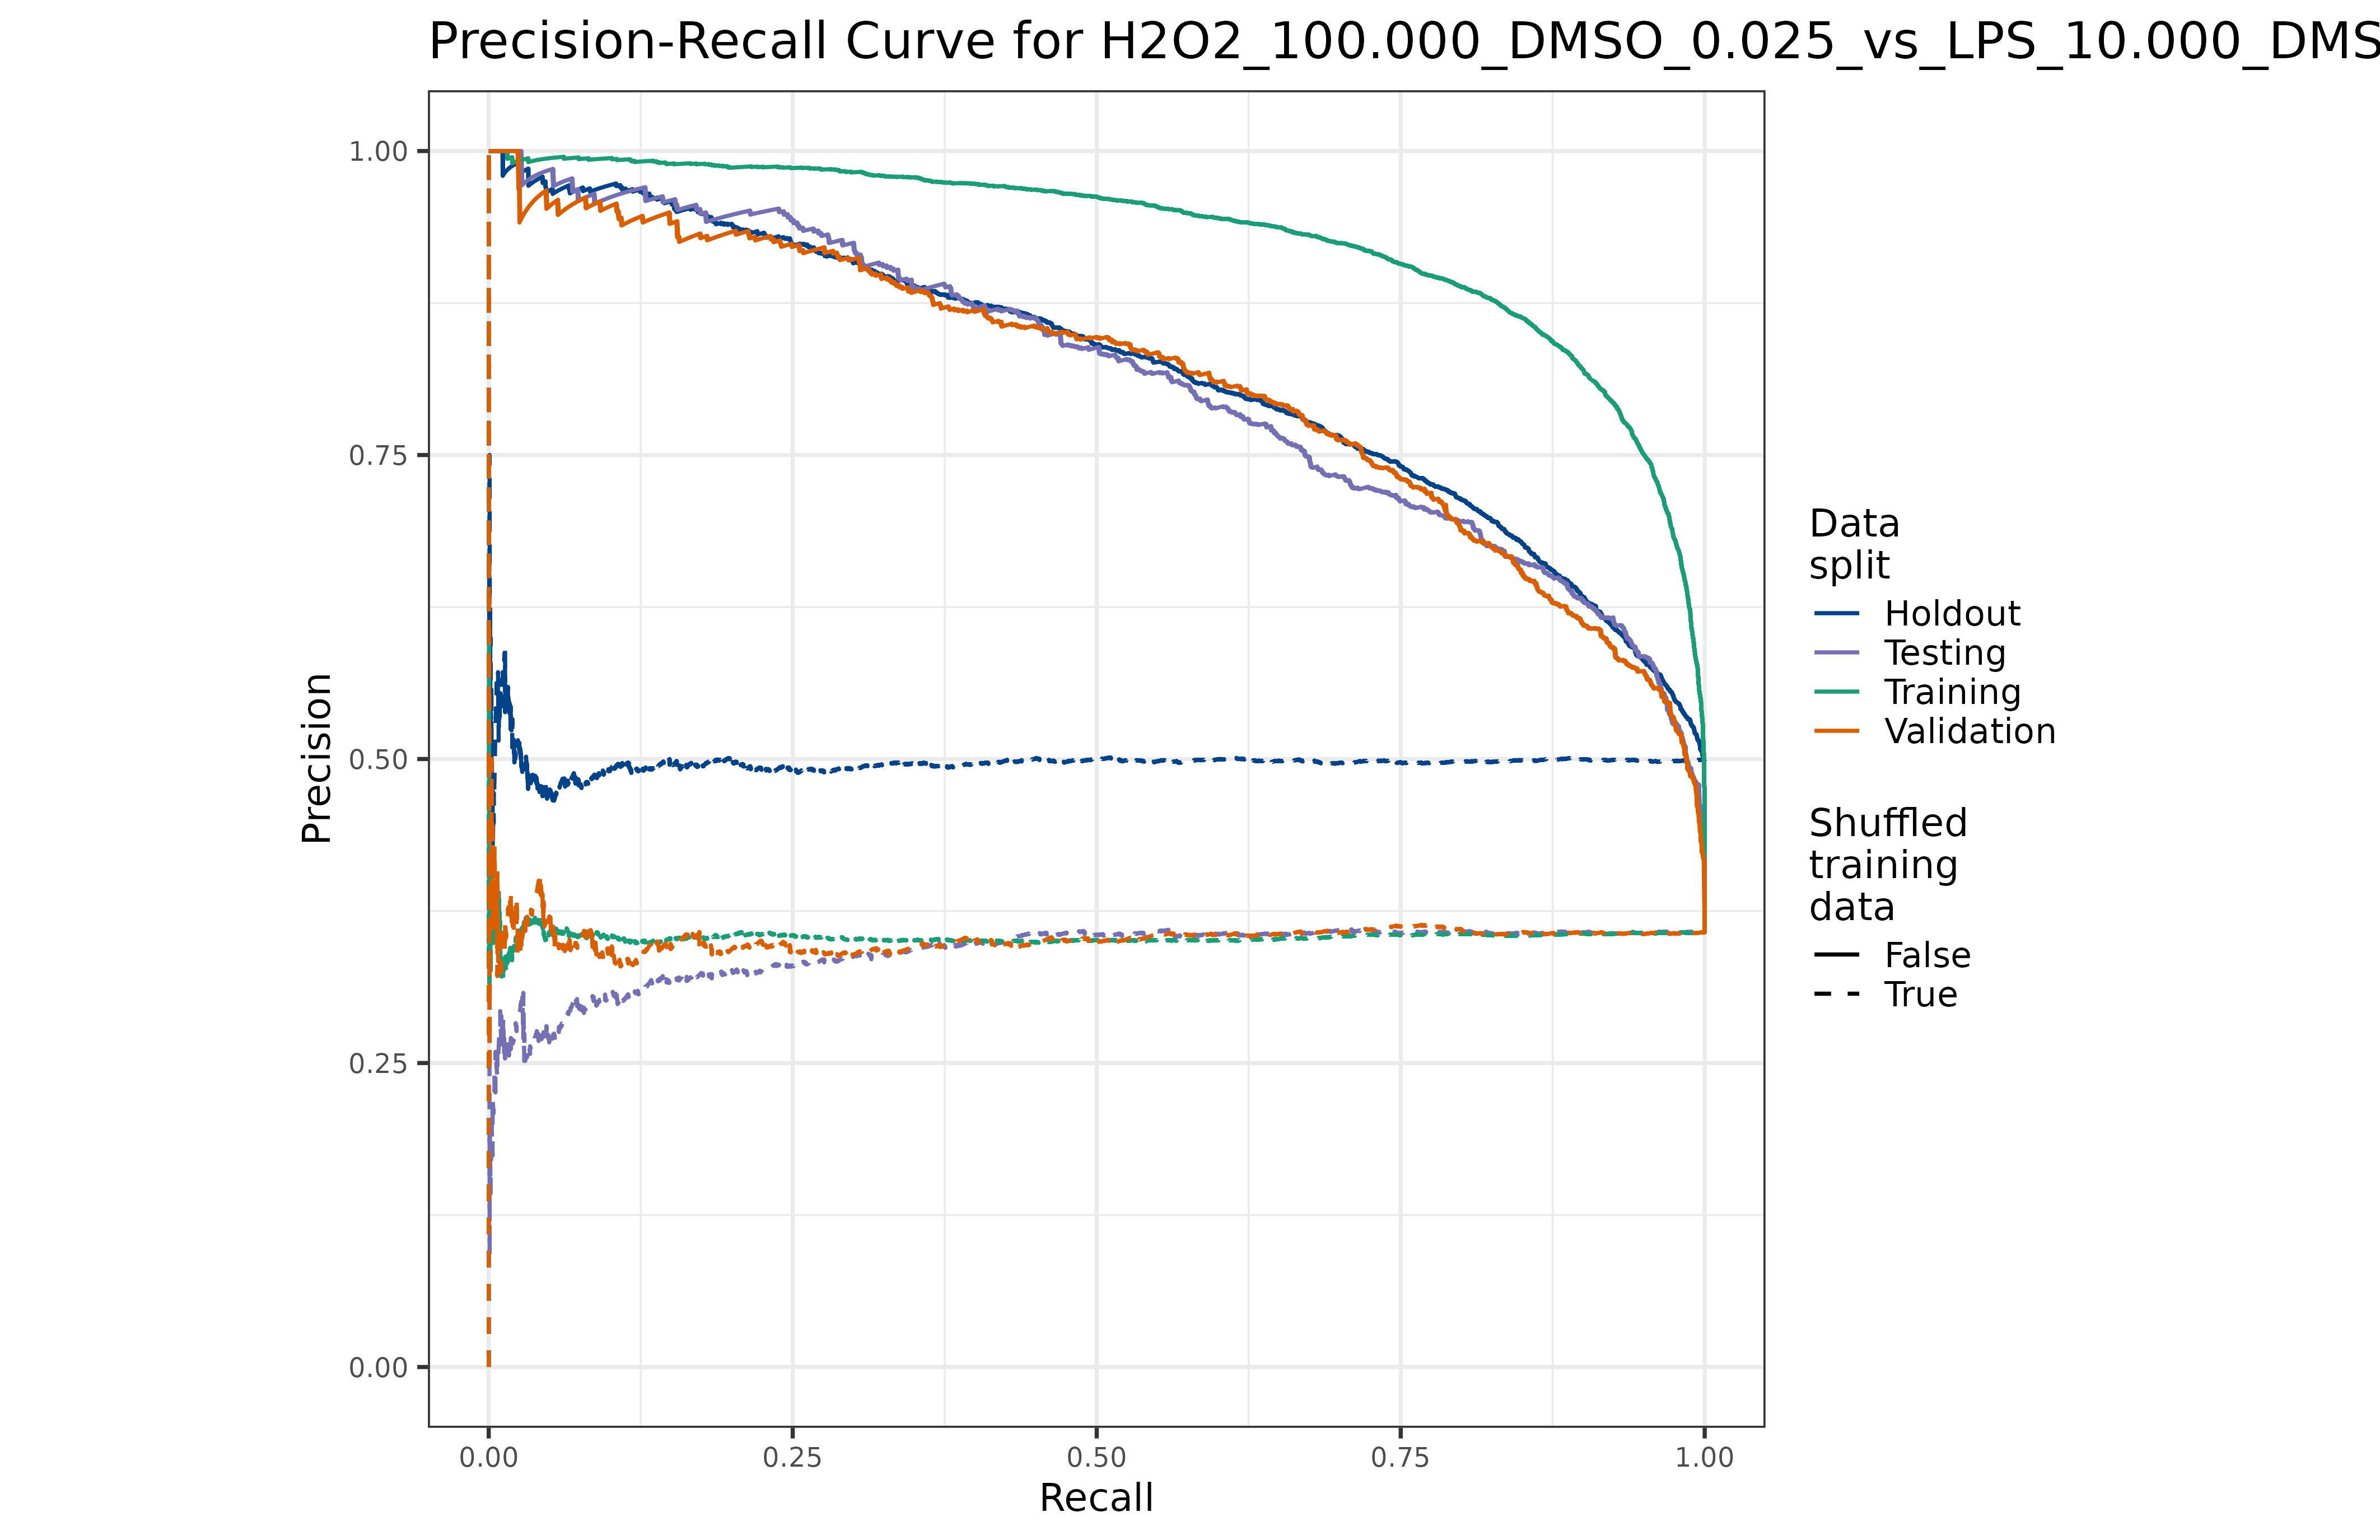 Precision-Recall Curve for H2O2_100.000_DMSO_0.025_vs_LPS_10.000_DMS
1.00
0.75
0.50
0.25
0.00
Precision
0.00 0.25 0.50 0.75 1.00
Recall
Data
split
Holdout
Testing
Training
Validation
Shuffled
training
data
False
True